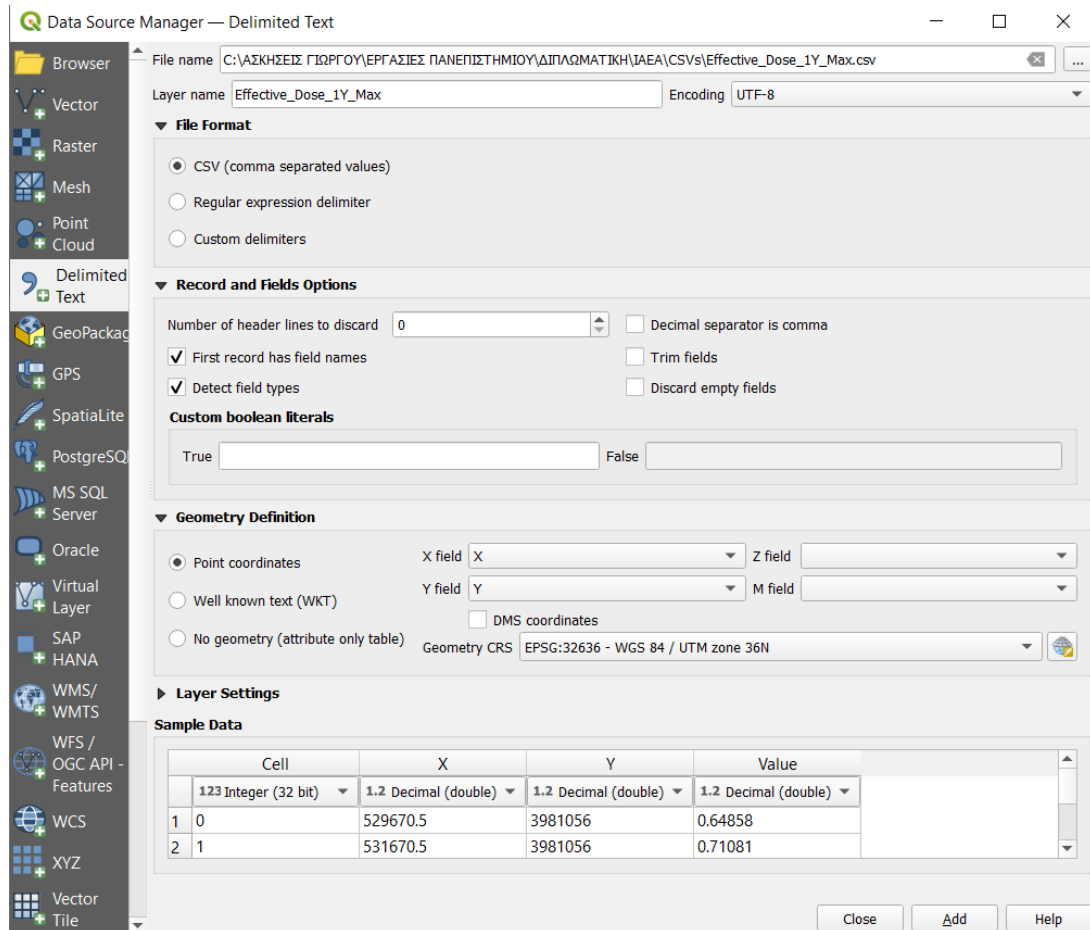 Data Source Manager — Delimited Text
Browser
Vector
Raster
Mesh
Point
Cloud
Delimited
Text
GeoPackag
GPS
SpatiaLite
PostgreSQL
MS SQL
Server
Oracle
Virtual
Layer
SAP
HANA
WMS/
WMTS
WFS /
OGC API -
Features
WCS
XYZ
Vector
Tile
File name C:\ΑΣΚΗΣΕΙΣ ΓΙΩΡΓΟΥ\ΕΡΓΑΣΙΕΣ ΠΑΝΕΠΙΣΤΗΜΙΟΥ\ΔΙΠΛΩΜΑΤΙΚΗ\IAEA\CSVs\Effective_Dose_1Y_Max.csv ...
Layer name Effective_Dose_1Y_Max Encoding UTF-8
File Format
CSV (comma separated values)
Regular expression delimiter
Custom delimiters
Record and Fields Options
Number of header lines to discard 0 Decimal separator is comma
First record has field names Trim fields
Detect field types Discard empty fields
Custom boolean literals
True False
Geometry Definition
Point coordinates X field X Z field
Well known text (WKT) Y field Y M field
DMS coordinates
No geometry (attribute only table) Geometry CRS EPSG:32636 - WGS 84 / UTM zone 36N
Layer Settings
Sample Data
Cell X Y Value
123 Integer (32 bit) 1.2 Decimal (double) 1.2 Decimal (double) 1.2 Decimal (double)
1 0 529670.5 3981056 0.64858
2 1 531670.5 3981056 0.71081
Close Add Help